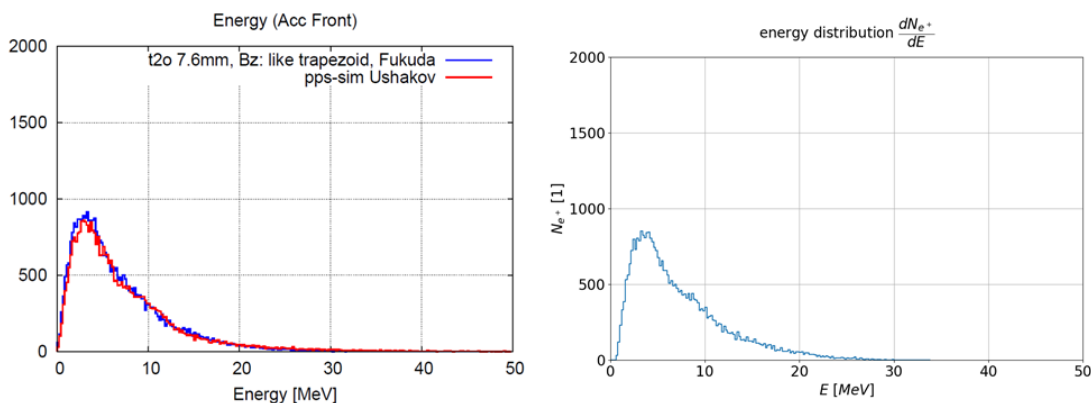 Energy (Acc Front)
2000
1500
1000
500
0
t2o 7.6mm, Bz: like trapezoid, Fukuda
pps-sim Ushakov
0 10 20 30 40 50
Energy [MeV]
energy distribution dN_{e^+}/dE
2000
1500
1000
500
0
N_{e^+} [1]
0 10 20 30 40 50
E [MeV]